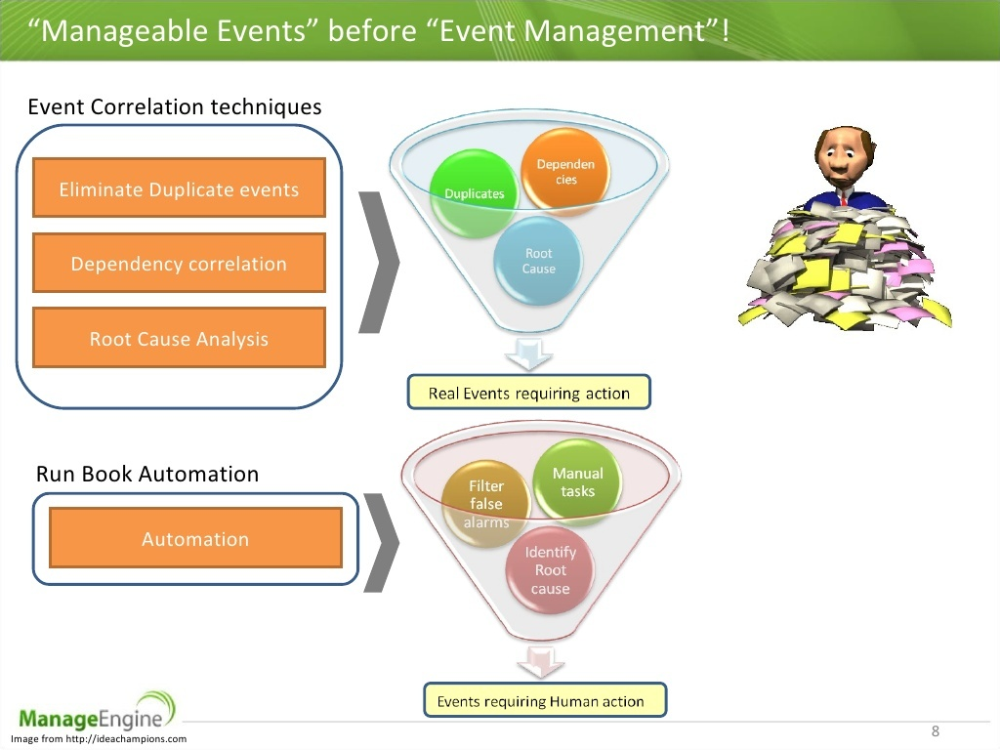 “Manageable Events” before “Event Management”!
Event Correlation techniques
Eliminate Duplicate events
Dependency correlation
Root Cause Analysis
Duplicates
Dependen
cies
Root
Cause
Real Events requiring action
Run Book Automation
Automation
Filter
false
alarms
Manual
tasks
Identify
Root
cause
Events requiring Human action
ManageEngine
Image from http://ideachampions.com
8